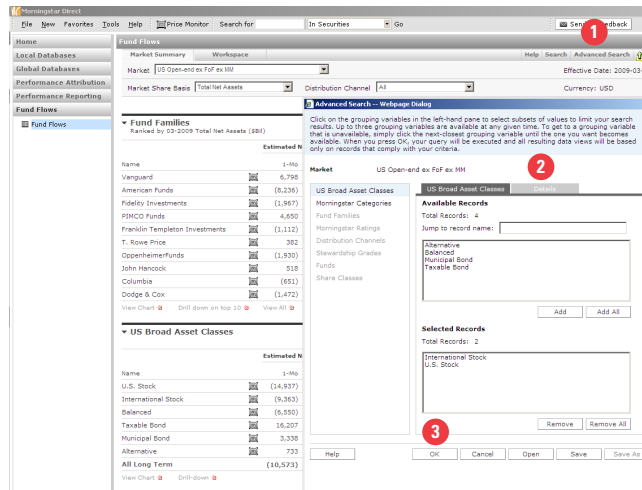 Morningstar Direct
File New Favorites Tools Help Price Monitor Search for In Securities Go
1
Home
Local Databases
Global Databases
Performance Attribution
Performance Reporting
Fund Flows
Fund Flows
Fund Flows
Market Summary Workspace
Help Search Advanced Search
Market US Open-end ex FoF ex MM
Effective Date: 2009-03-
Market Share Basis Total Net Assets Distribution Channel All Currency: USD
Fund Families
Ranked by 03-2009 Total Net Assets ($Bil)
Estimated N
Name 1-Mo
Vanguard 6,798
American Funds (8,236)
Fidelity Investments (1,967)
PIMCO Funds 4,650
Franklin Templeton Investments (1,112)
T. Rowe Price 382
OppenheimerFunds (1,930)
John Hancock 518
Columbia (651)
Dodge & Cox (1,472)
View Chart Drill down on top 10 View All
US Broad Asset Classes
Estimated N
Name 1-Mo
U.S. Stock (14,937)
International Stock (9,363)
Balanced (6,550)
Taxable Bond 16,207
Municipal Bond 3,338
Alternative 733
All Long Term (10,573)
View Chart Drill-down
Advanced Search -- Webpage Dialog
Click on the grouping variables in the left-hand pane to select subsets of values to limit your search
results. Up to three grouping variables are available at any given time. To get to a grouping variable
that is unavailable, simply click the next-closest grouping variable until the one you want becomes
available. When you press OK, your query will be executed and all resulting data views will be based
only on records that comply with your criteria.
2
Market US Open-end ex FoF ex MM
US Broad Asset Classes
Morningstar Categories
Fund Families
Morningstar Ratings
Distribution Channels
Stewardship Grades
Funds
Share Classes
US Broad Asset Classes Details
Available Records
Total Records: 4
Jump to record name:
Alternative
Balanced
Municipal Bond
Taxable Bond
Add Add All
Selected Records
Total Records: 2
International Stock
U.S. Stock
Remove Remove All
3
Help OK Cancel Open Save Save As